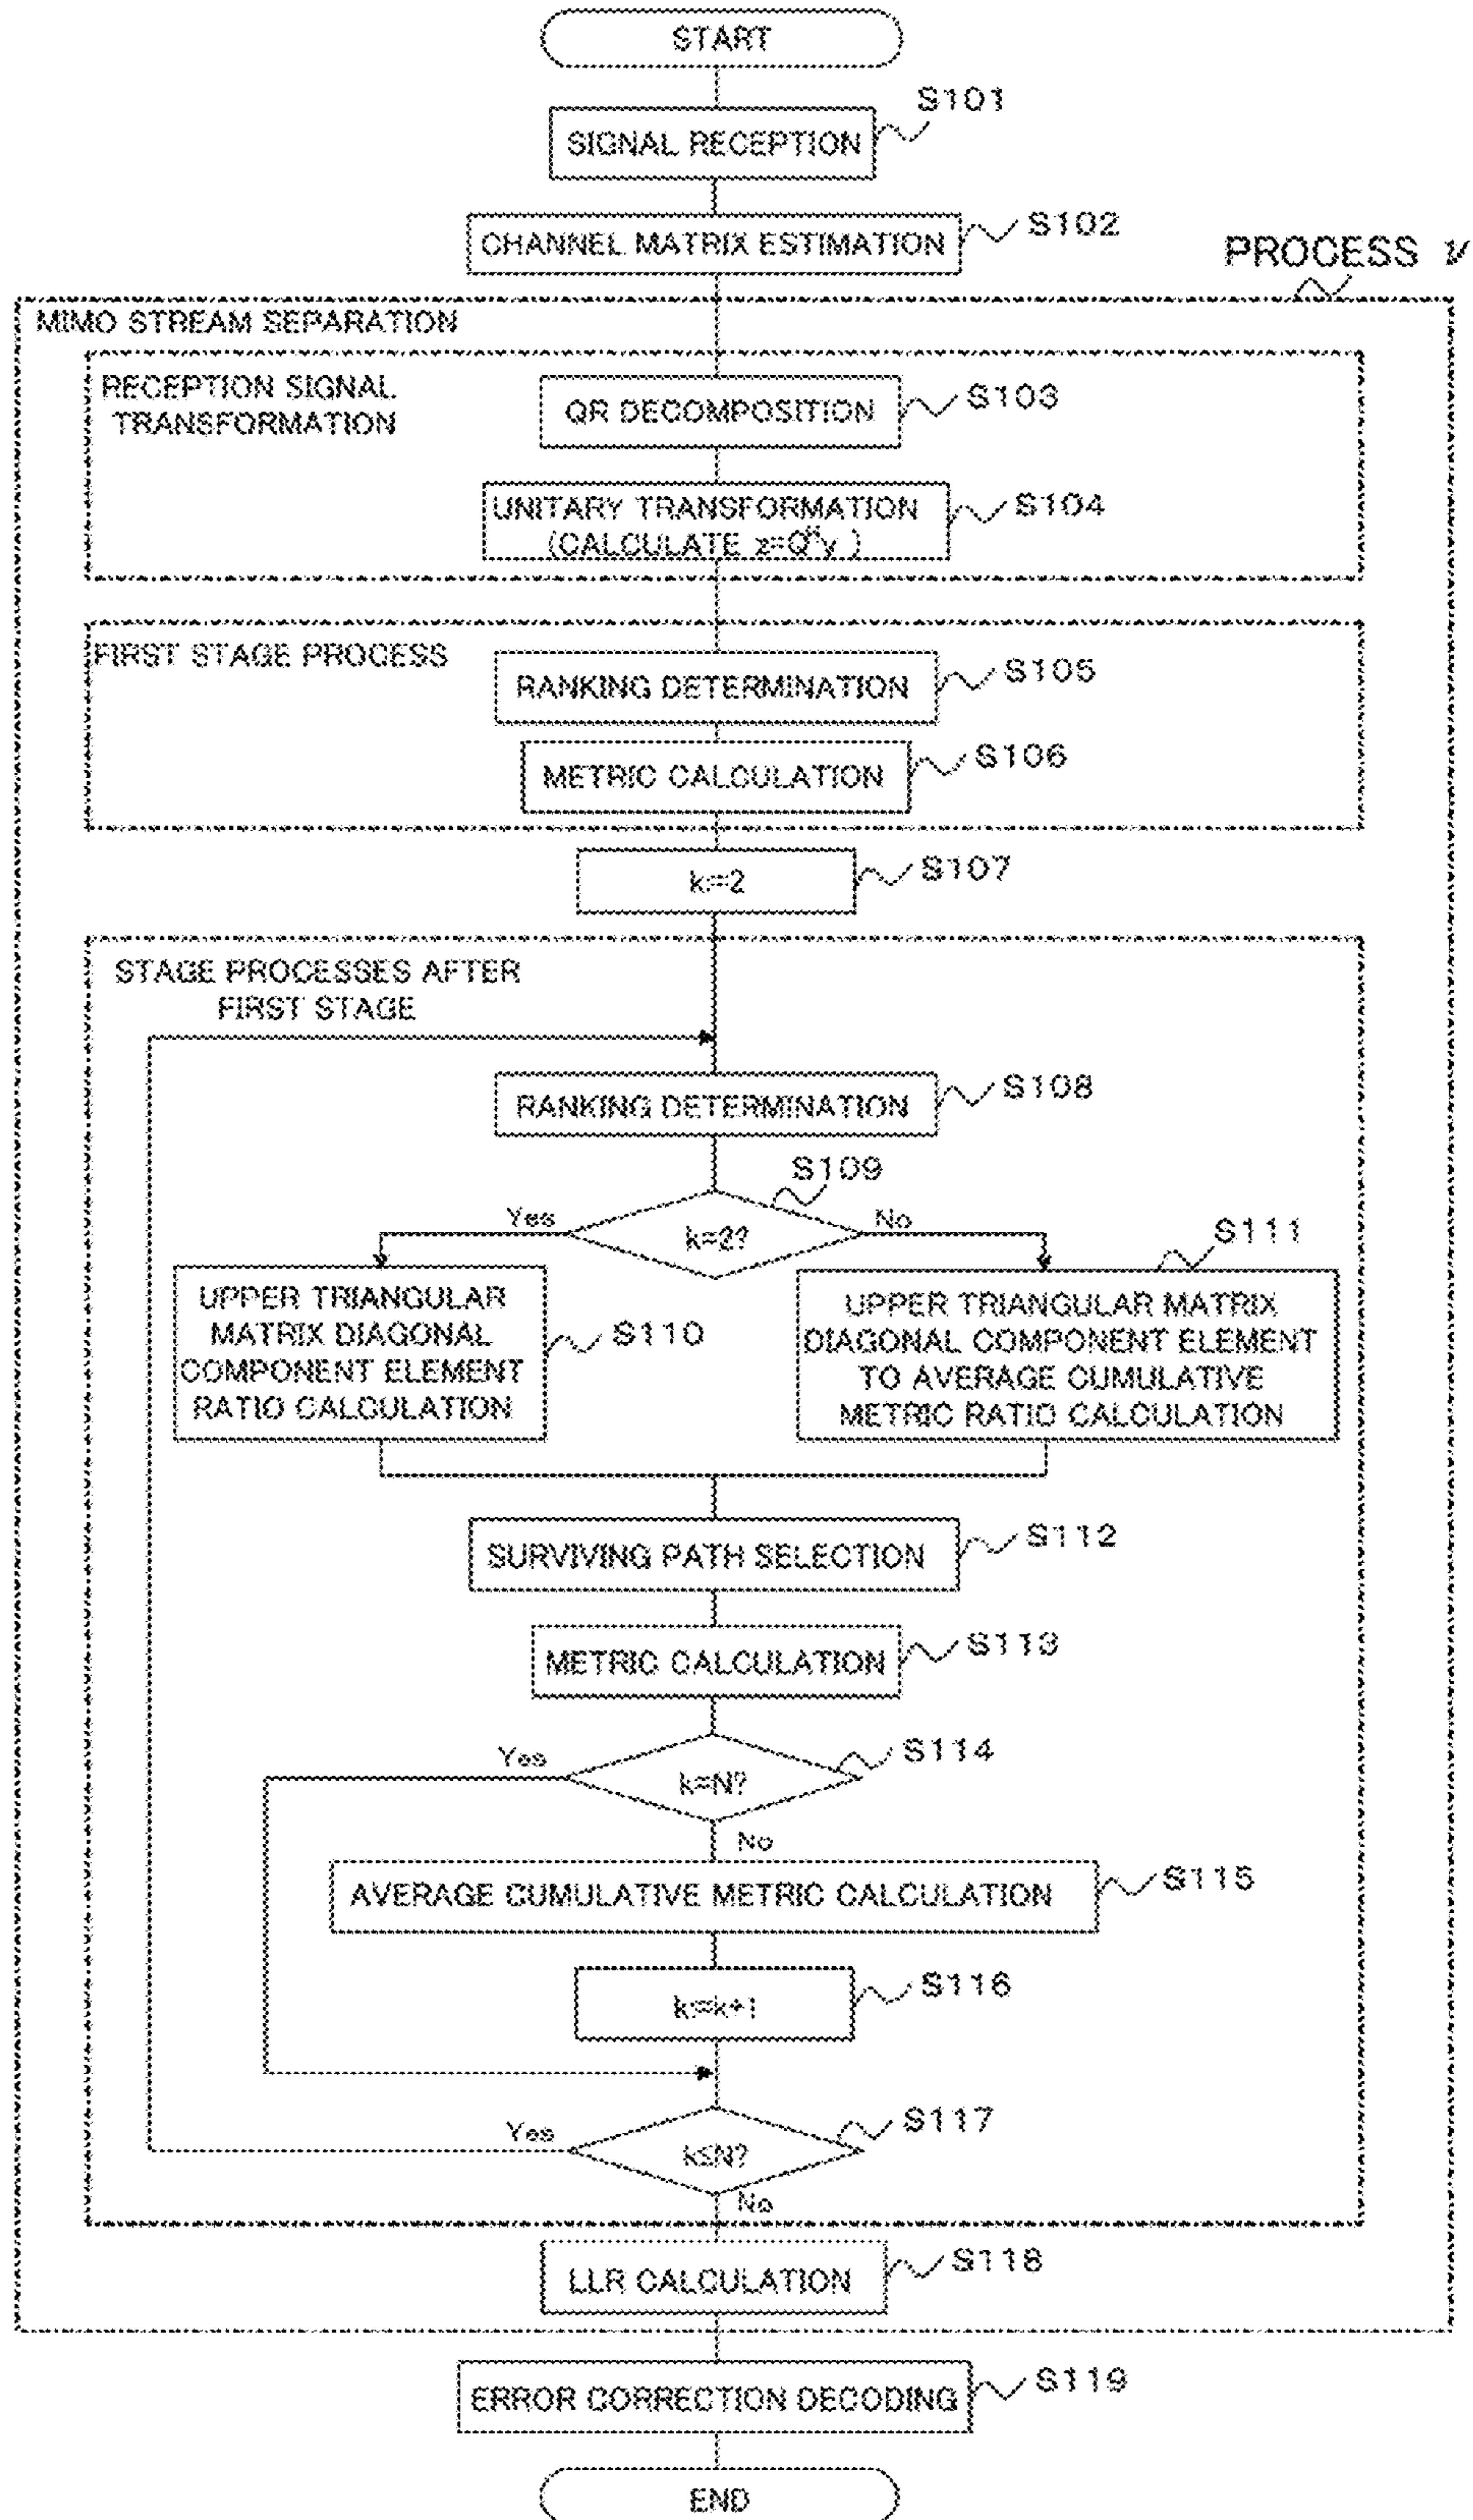 START
S101
SIGNAL RECEPTION
S102
CHANNEL MATRIX ESTIMATION
PROCESS ν
MIMO STREAM SEPARATION
RECEPTION SIGNAL
TRANSFORMATION
QR DECOMPOSITION
S103
UNITARY TRANSFORMATION
(CALCULATE z=Qᴴy )
S104
FIRST STAGE PROCESS
RANKING DETERMINATION
S105
METRIC CALCULATION
S106
k:=2
S107
STAGE PROCESSES AFTER
FIRST STAGE
RANKING DETERMINATION
S108
S109
Yes
k=2?
No
S111
UPPER TRIANGULAR
MATRIX DIAGONAL
COMPONENT ELEMENT
RATIO CALCULATION
S110
UPPER TRIANGULAR MATRIX
DIAGONAL COMPONENT ELEMENT
TO AVERAGE CUMULATIVE
METRIC RATIO CALCULATION
SURVIVING PATH SELECTION
S112
METRIC CALCULATION
S113
Yes
k=N?
S114
No
AVERAGE CUMULATIVE METRIC CALCULATION
S115
k:=k+1
S116
Yes
k≤N?
S117
No
LLR CALCULATION
S118
ERROR CORRECTION DECODING
S119
END